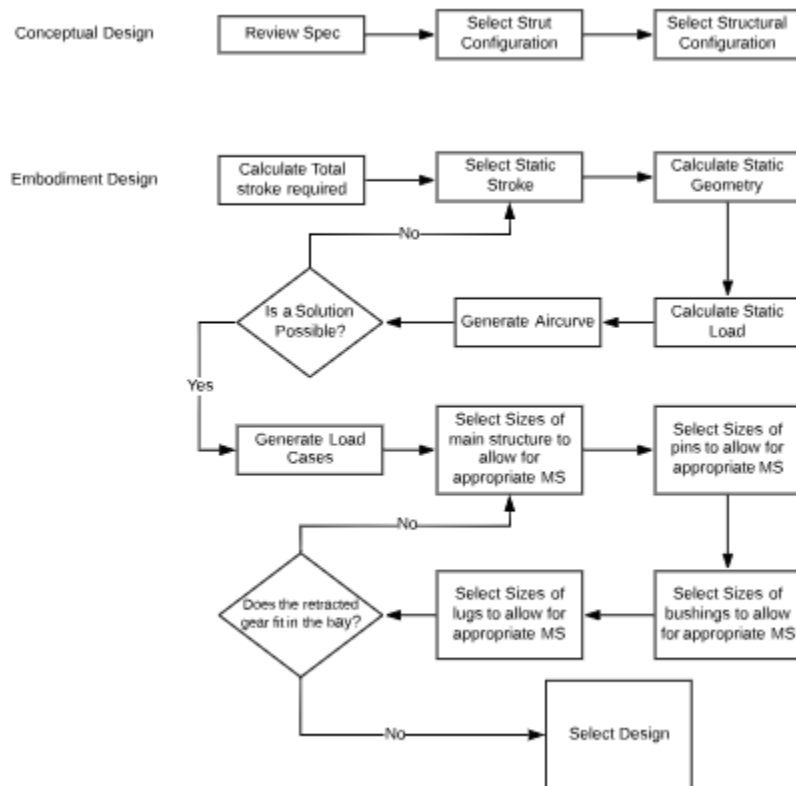 Conceptual Design
Review Spec
Select Strut
Configuration
Select Structural
Configuration
Embodiment Design
Calculate Total
stroke required
Select Static
Stroke
Calculate Static
Geometry
No
Is a Solution
Possible?
Generate Aircurve
Calculate Static
Load
Yes
Generate Load
Cases
Select Sizes of
main structure to
allow for
appropriate MS
Select Sizes of
pins to allow for
appropriate MS
No
Does the retracted
gear fit in the bay?
Select Sizes of
lugs to allow for
appropriate MS
Select Sizes of
bushings to allow
for appropriate MS
No
Select Design